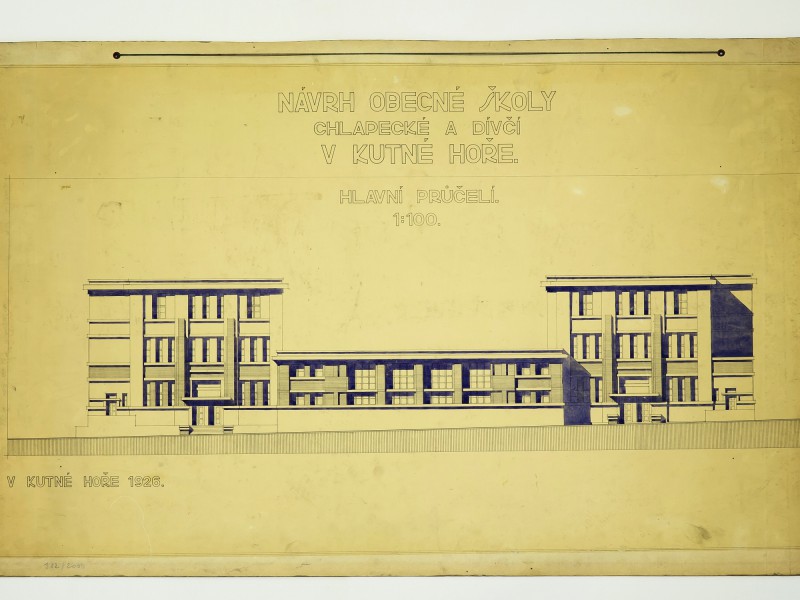 NÁVRH OBECNÉ ŠKOLY
CHLAPECKÉ A DÍVČÍ
V KUTNÉ HOŘE.
HLAVNÍ PRŮČELÍ.
1:100.
V KUTNÉ HOŘE 1926.